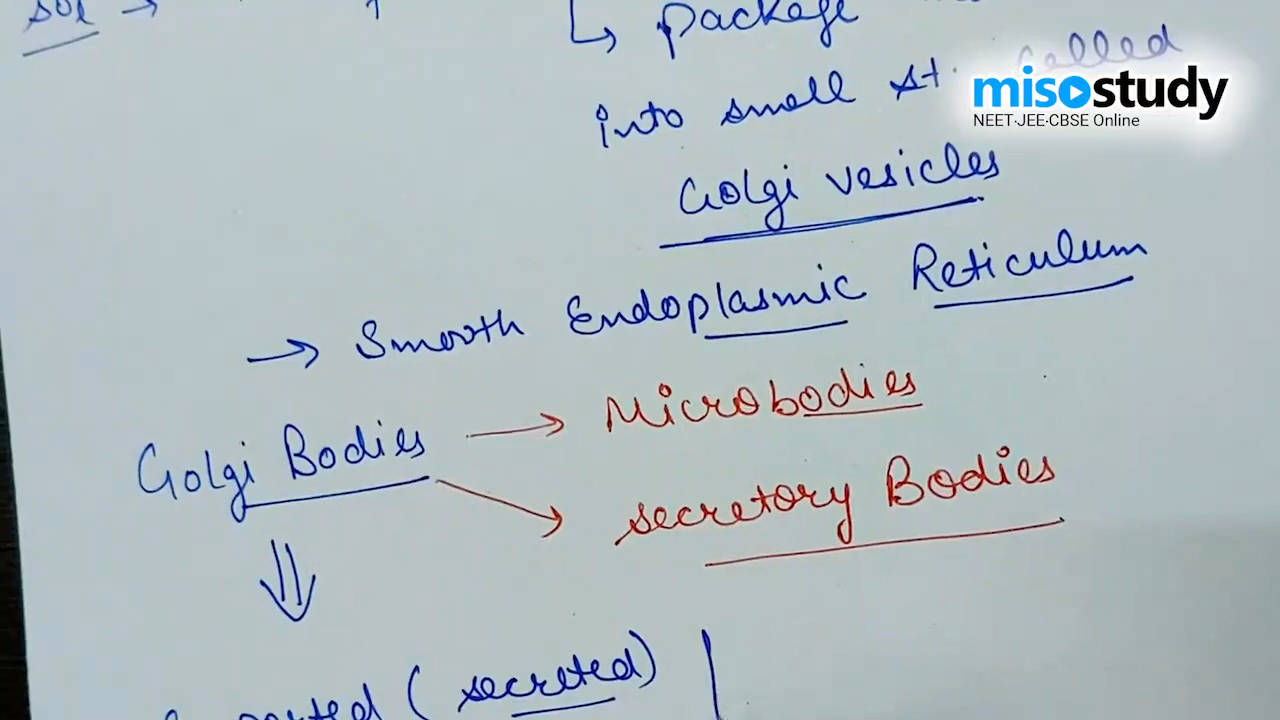 Sol →
↳ package
into small st. called
misostudy
NEET·JEE·CBSE Online
Golgi vesicles
→ Smooth Endoplasmic Reticulum
Golgi Bodies → Microbodies
→ secretory Bodies
⇓
(secreted)